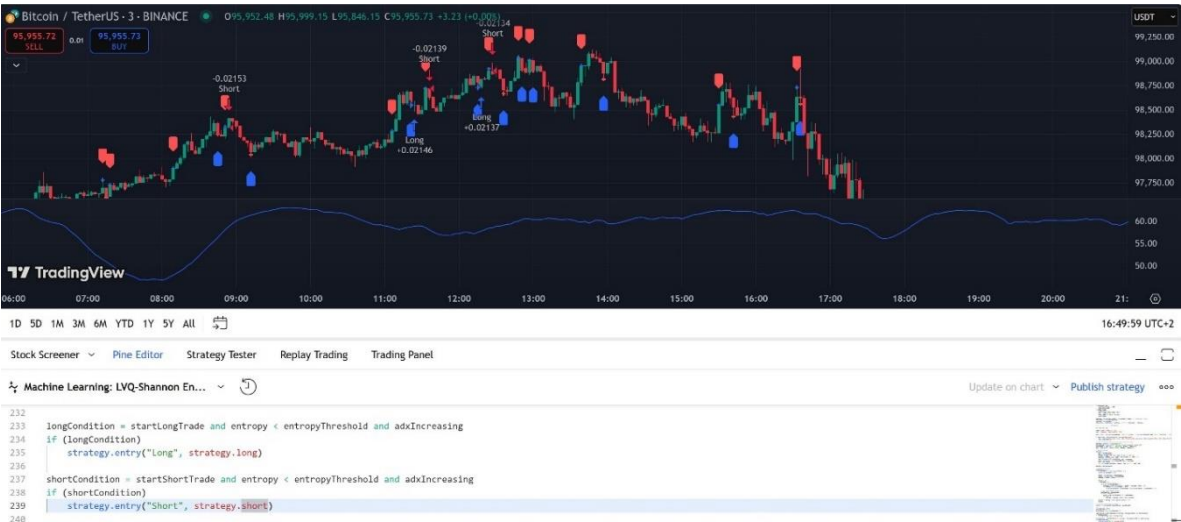 Bitcoin / TetherUS · 3 · BINANCE O95,952.48 H95,999.15 L95,846.15 C95,955.73 +3.23 (+0.00%)
USDT
95,955.72
SELL
0.01
95,955.73
BUY
-0.02134
Short
-0.02139
Short
-0.02153
Short
Long
+0.02137
Long
+0.02146
99,250.00
99,000.00
98,750.00
98,500.00
98,250.00
98,000.00
97,750.00
60.00
55.00
50.00
TradingView
06:00 07:00 08:00 09:00 10:00 11:00 12:00 13:00 14:00 15:00 16:00 17:00 18:00 19:00 20:00 21:
1D 5D 1M 3M 6M YTD 1Y 5Y All
16:49:59 UTC+2
Stock Screener Pine Editor Strategy Tester Replay Trading Trading Panel
Machine Learning: LVQ-Shannon En... Update on chart Publish strategy
232
233 longCondition = startLongTrade and entropy < entropyThreshold and adxIncreasing
234 if (longCondition)
235 strategy.entry("Long", strategy.long)
236
237 shortCondition = startShortTrade and entropy < entropyThreshold and adxIncreasing
238 if (shortCondition)
239 strategy.entry("Short", strategy.short)
240